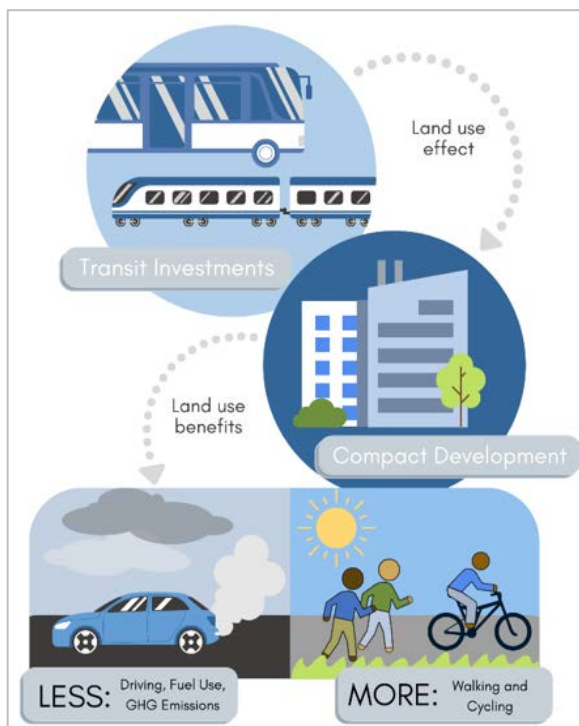 Land use
effect
Transit Investments
Land use
benefits
Compact Development
LESS: Driving, Fuel Use,
GHG Emissions
MORE: Walking and
Cycling